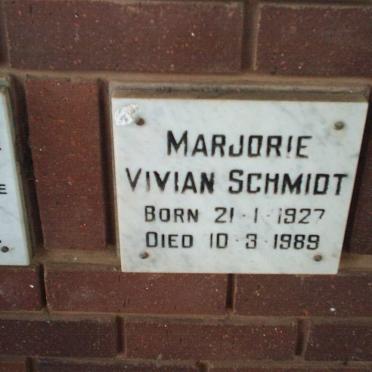 MARJORIE
VIVIAN SCHMIDT
BORN 21·1·1927
DIED 10·3·1989
E